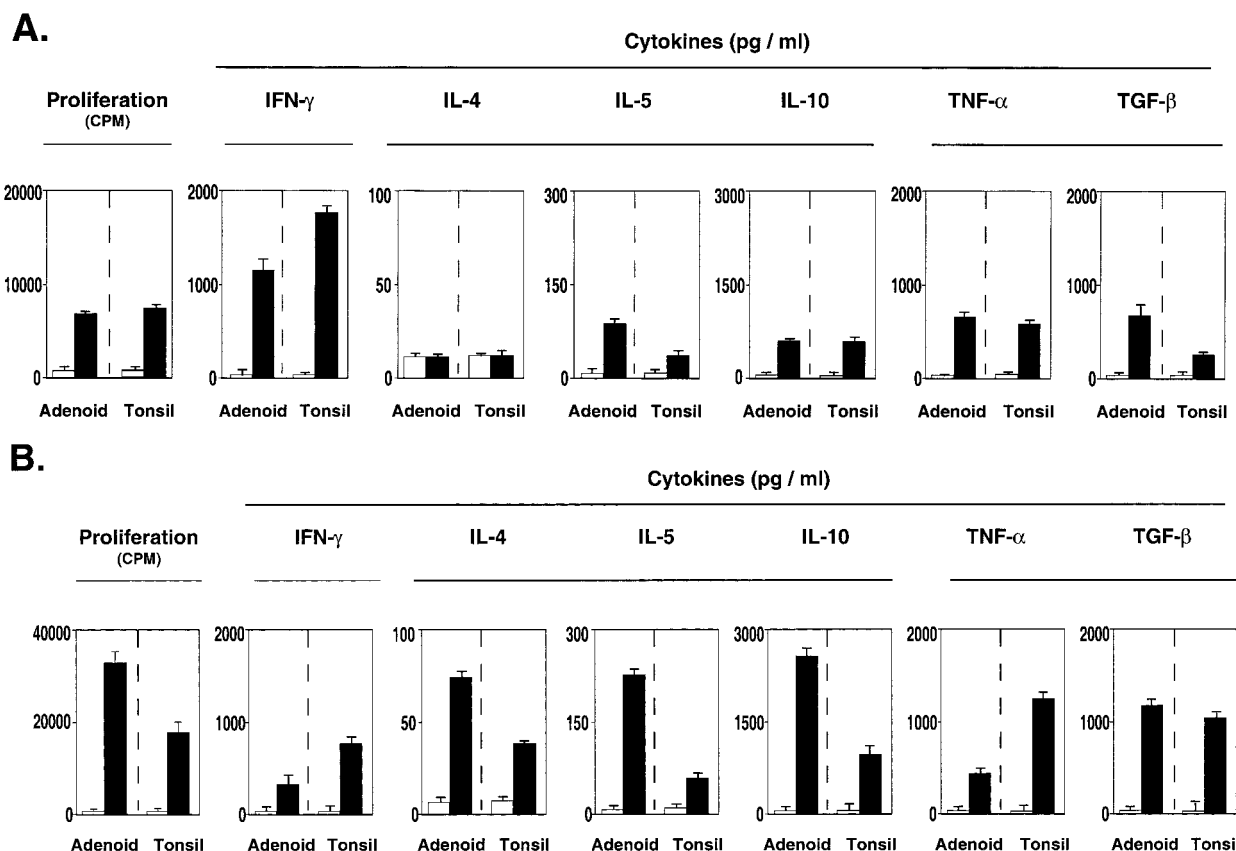 A.
Cytokines (pg / ml)
Proliferation IFN-γ IL-4 IL-5 IL-10 TNF-α TGF-β
(CPM)
20000 2000 100 300 3000 2000 2000
10000 1000 50 150 1500 1000 1000
0 0 0 0 0 0 0
Adenoid Tonsil Adenoid Tonsil Adenoid Tonsil Adenoid Tonsil Adenoid Tonsil Adenoid Tonsil Adenoid Tonsil
B.
Cytokines (pg / ml)
Proliferation IFN-γ IL-4 IL-5 IL-10 TNF-α TGF-β
(CPM)
40000 2000 100 300 3000 2000 2000
20000 1000 50 150 1500 1000 1000
0 0 0 0 0 0 0
Adenoid Tonsil Adenoid Tonsil Adenoid Tonsil Adenoid Tonsil Adenoid Tonsil Adenoid Tonsil Adenoid Tonsil